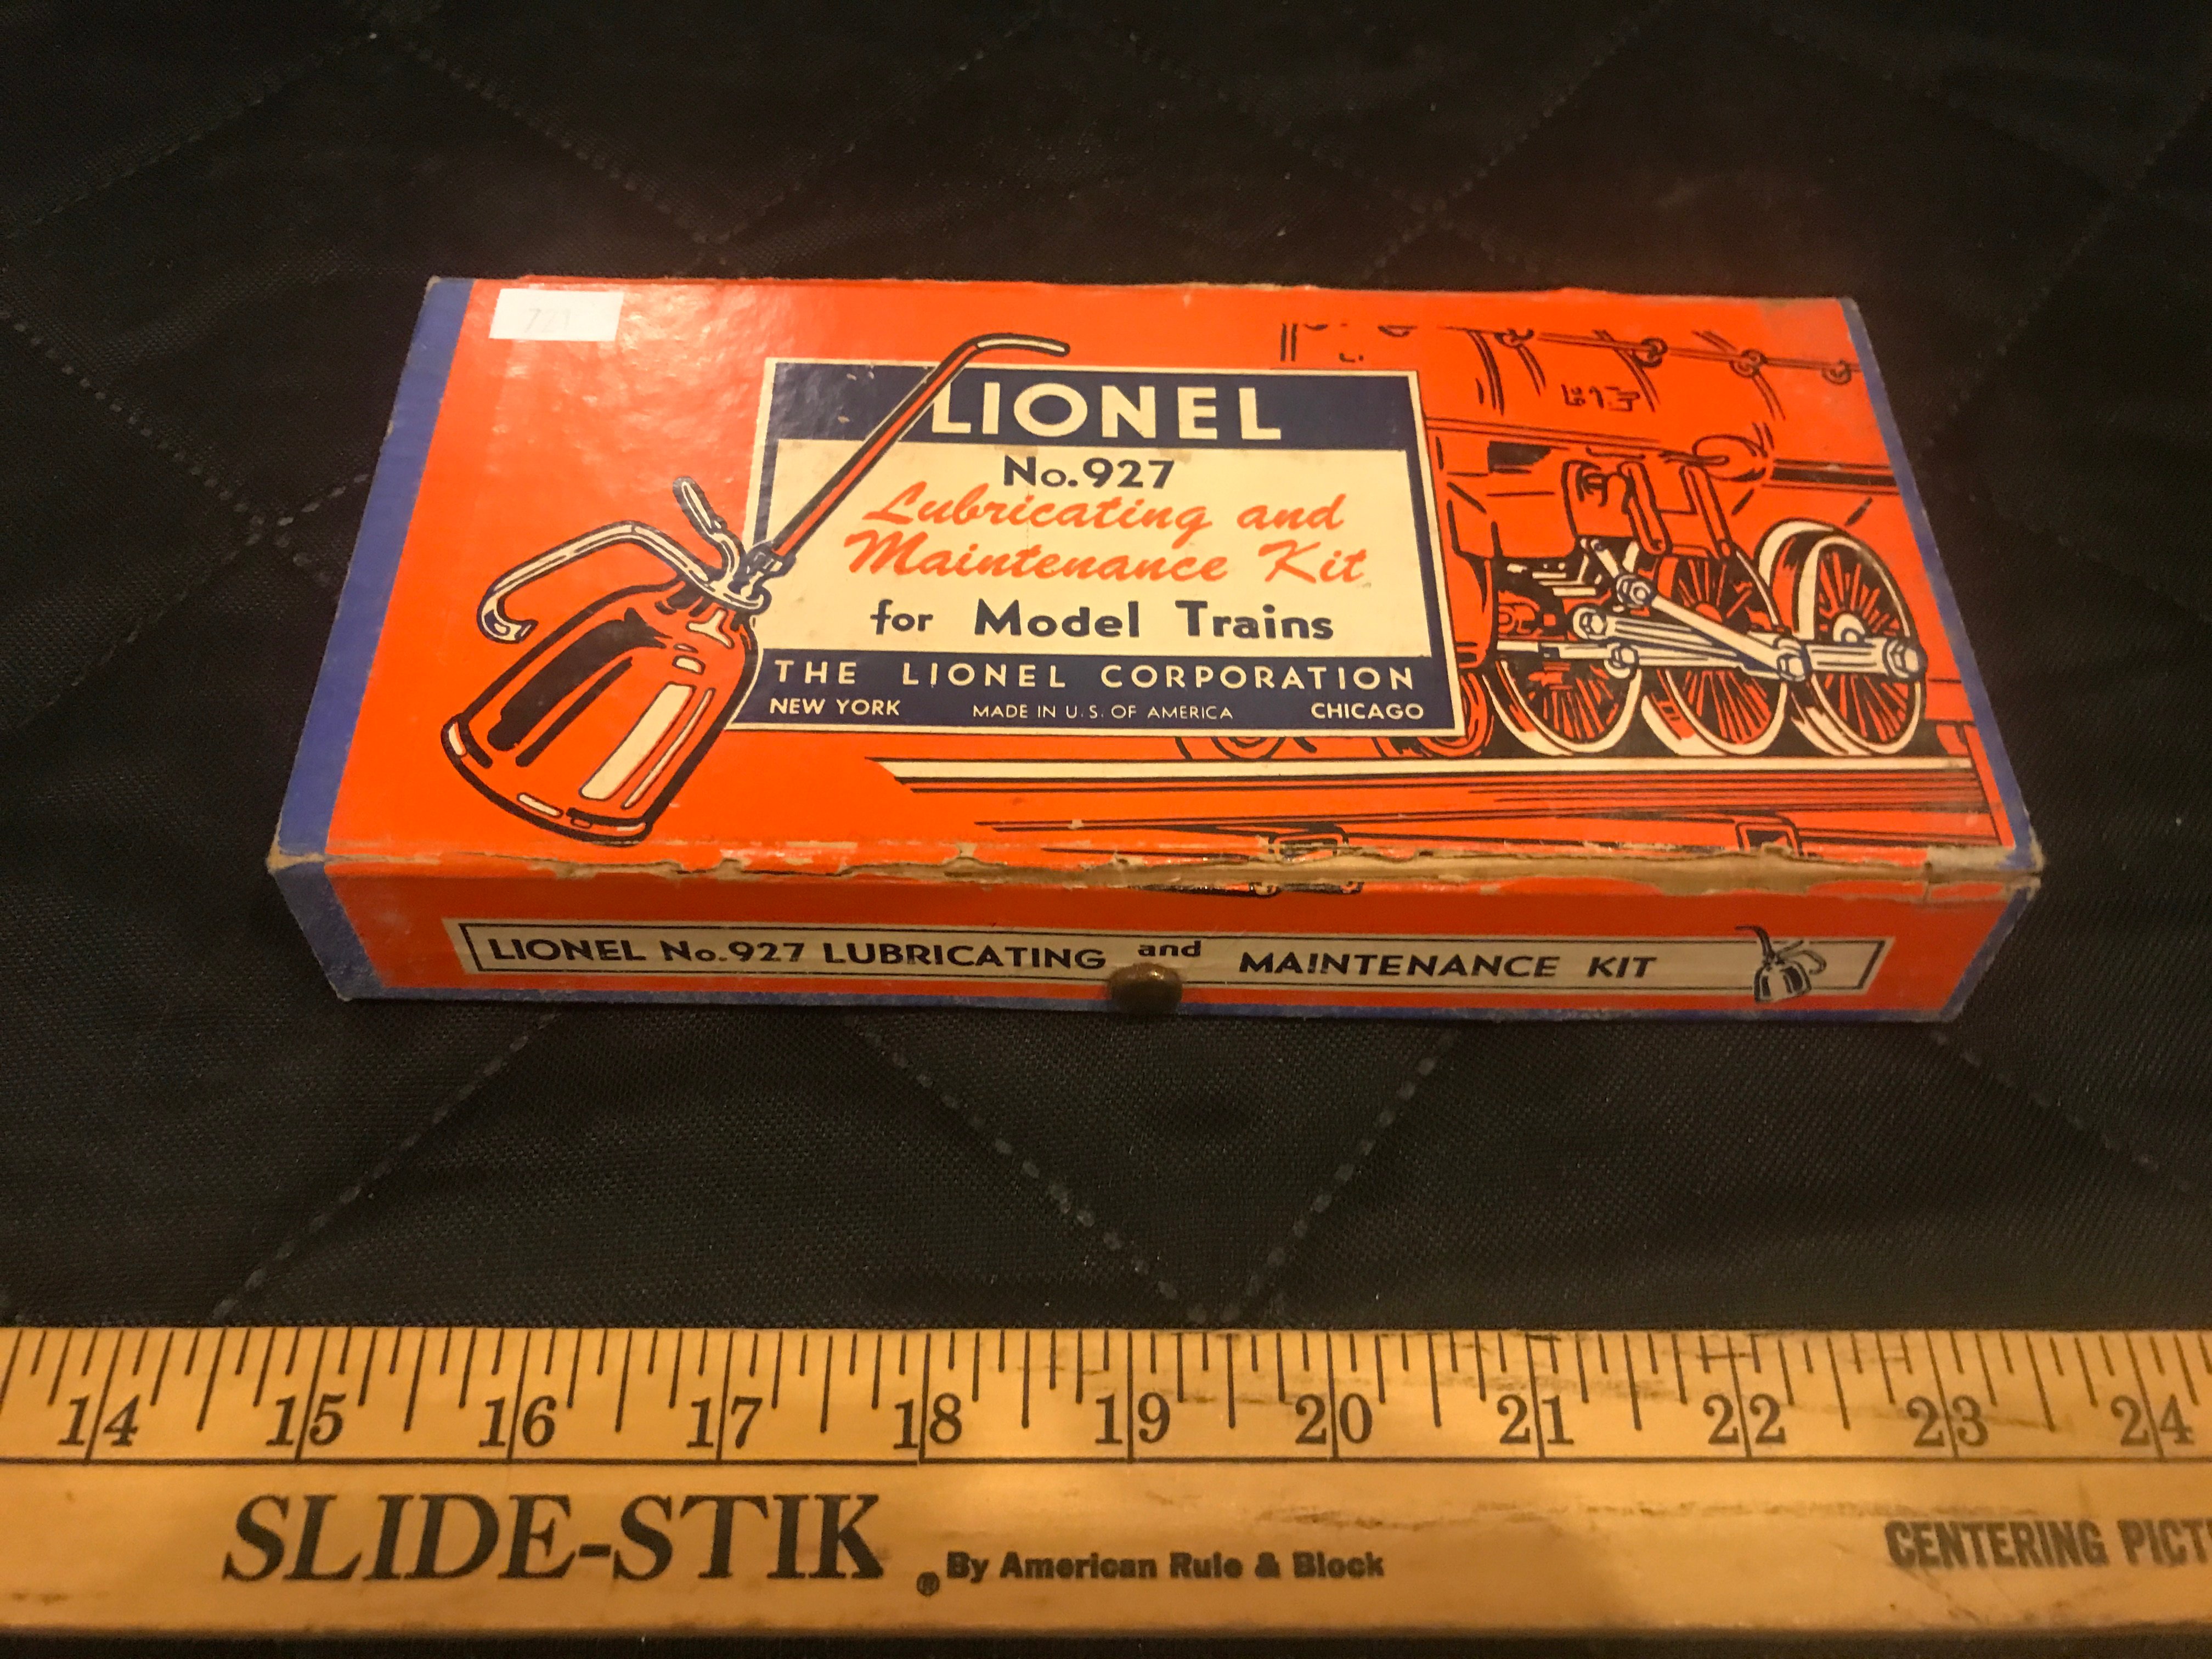 LIONEL
No.927
Lubricating and
Maintenance Kit
for Model Trains
THE LIONEL CORPORATION
NEW YORK MADE IN U.S. OF AMERICA CHICAGO
LIONEL No.927 LUBRICATING and MAINTENANCE KIT
14 15 16 17 18 19 20 21 22 23 24
SLIDE-STIK ® By American Rule & Block
CENTERING